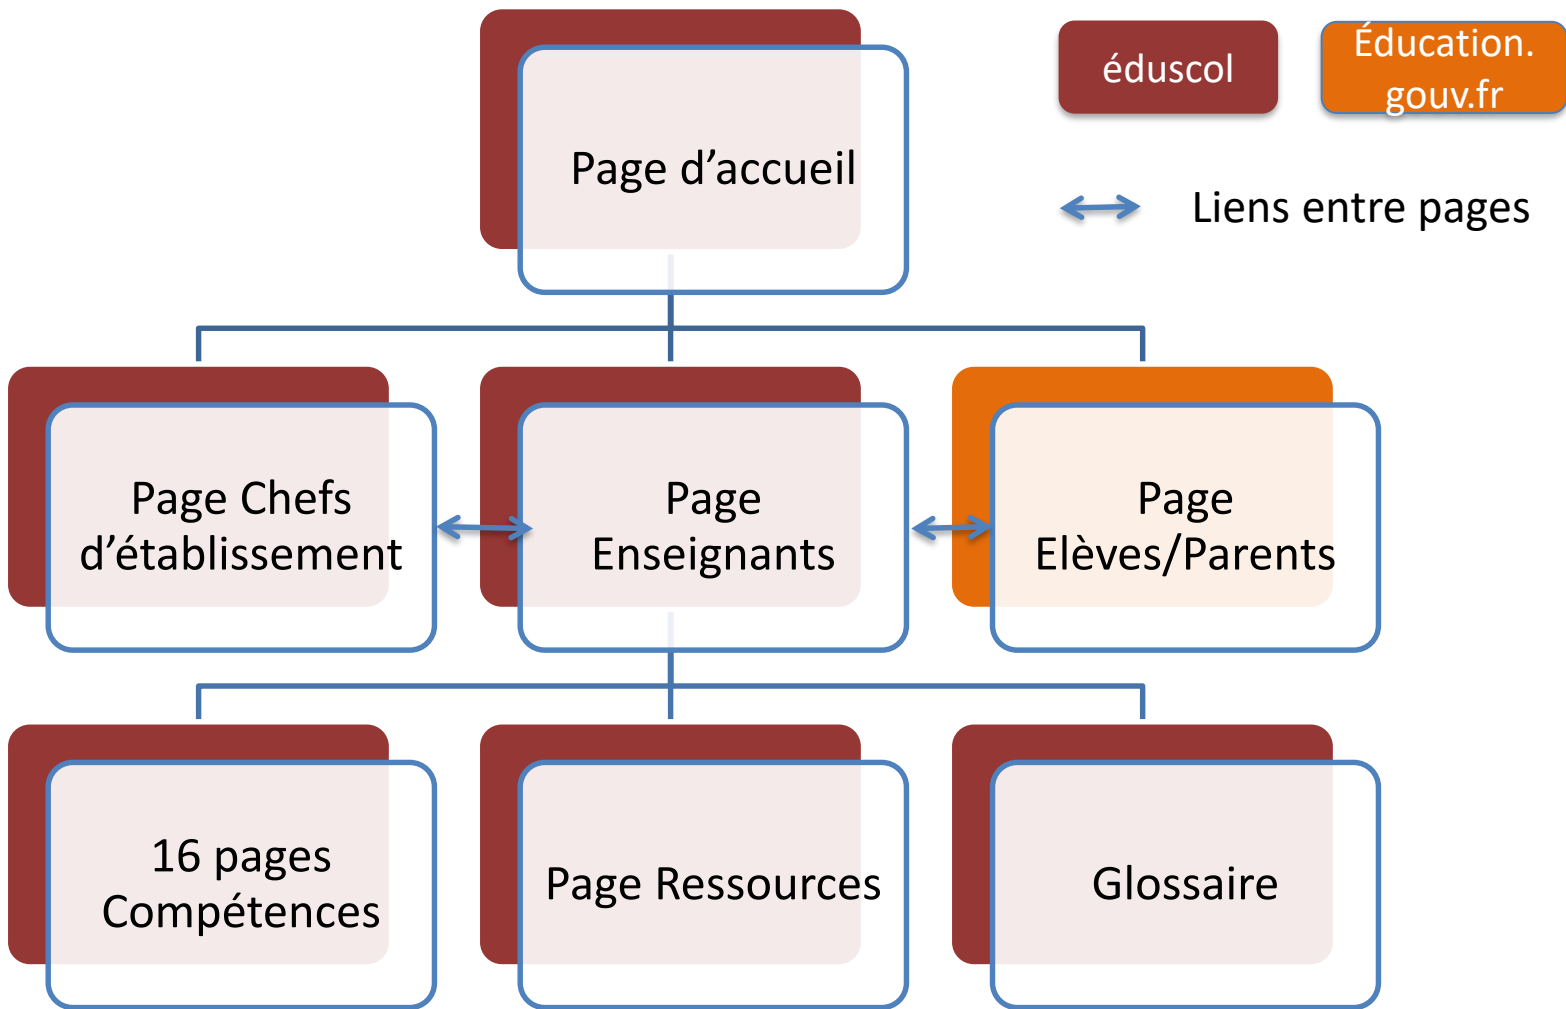 éduscol
Éducation.
gouv.fr
Page d’accueil
Liens entre pages
Page Chefs
d’établissement
Page
Enseignants
Page
Elèves/Parents
16 pages
Compétences
Page Ressources
Glossaire